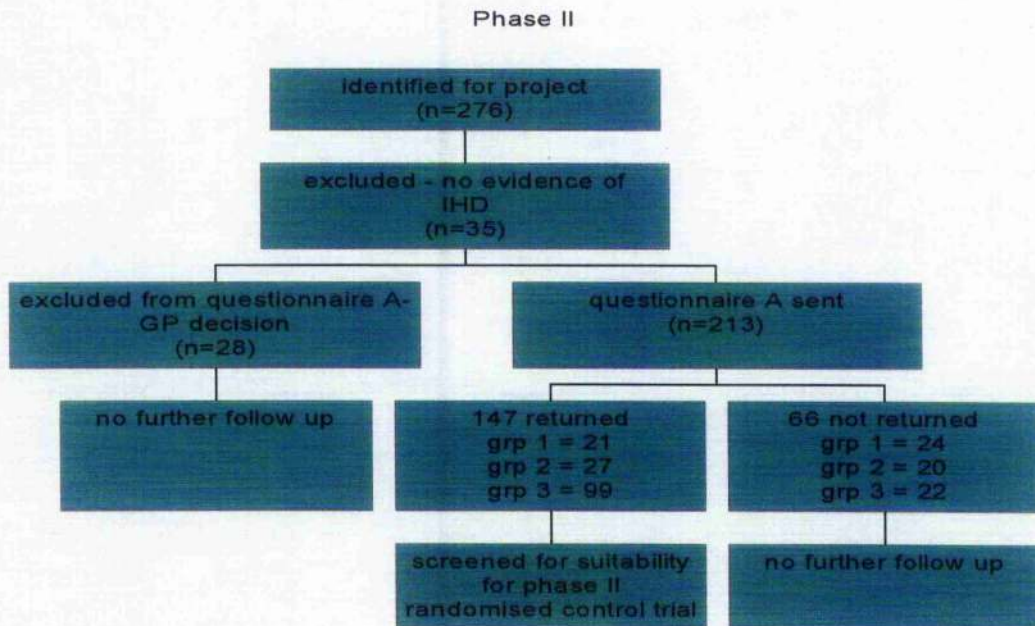 Phase II
identified for project
(n=276)
excluded - no evidence of
IHD
(n=35)
excluded from questionnaire A-
GP decision
(n=28)
questionnaire A sent
(n=213)
no further follow up
147 returned
grp 1 = 21
grp 2 = 27
grp 3 = 99
66 not returned
grp 1 = 24
grp 2 = 20
grp 3 = 22
screened for suitability
for phase II
randomised control trial
no further follow up